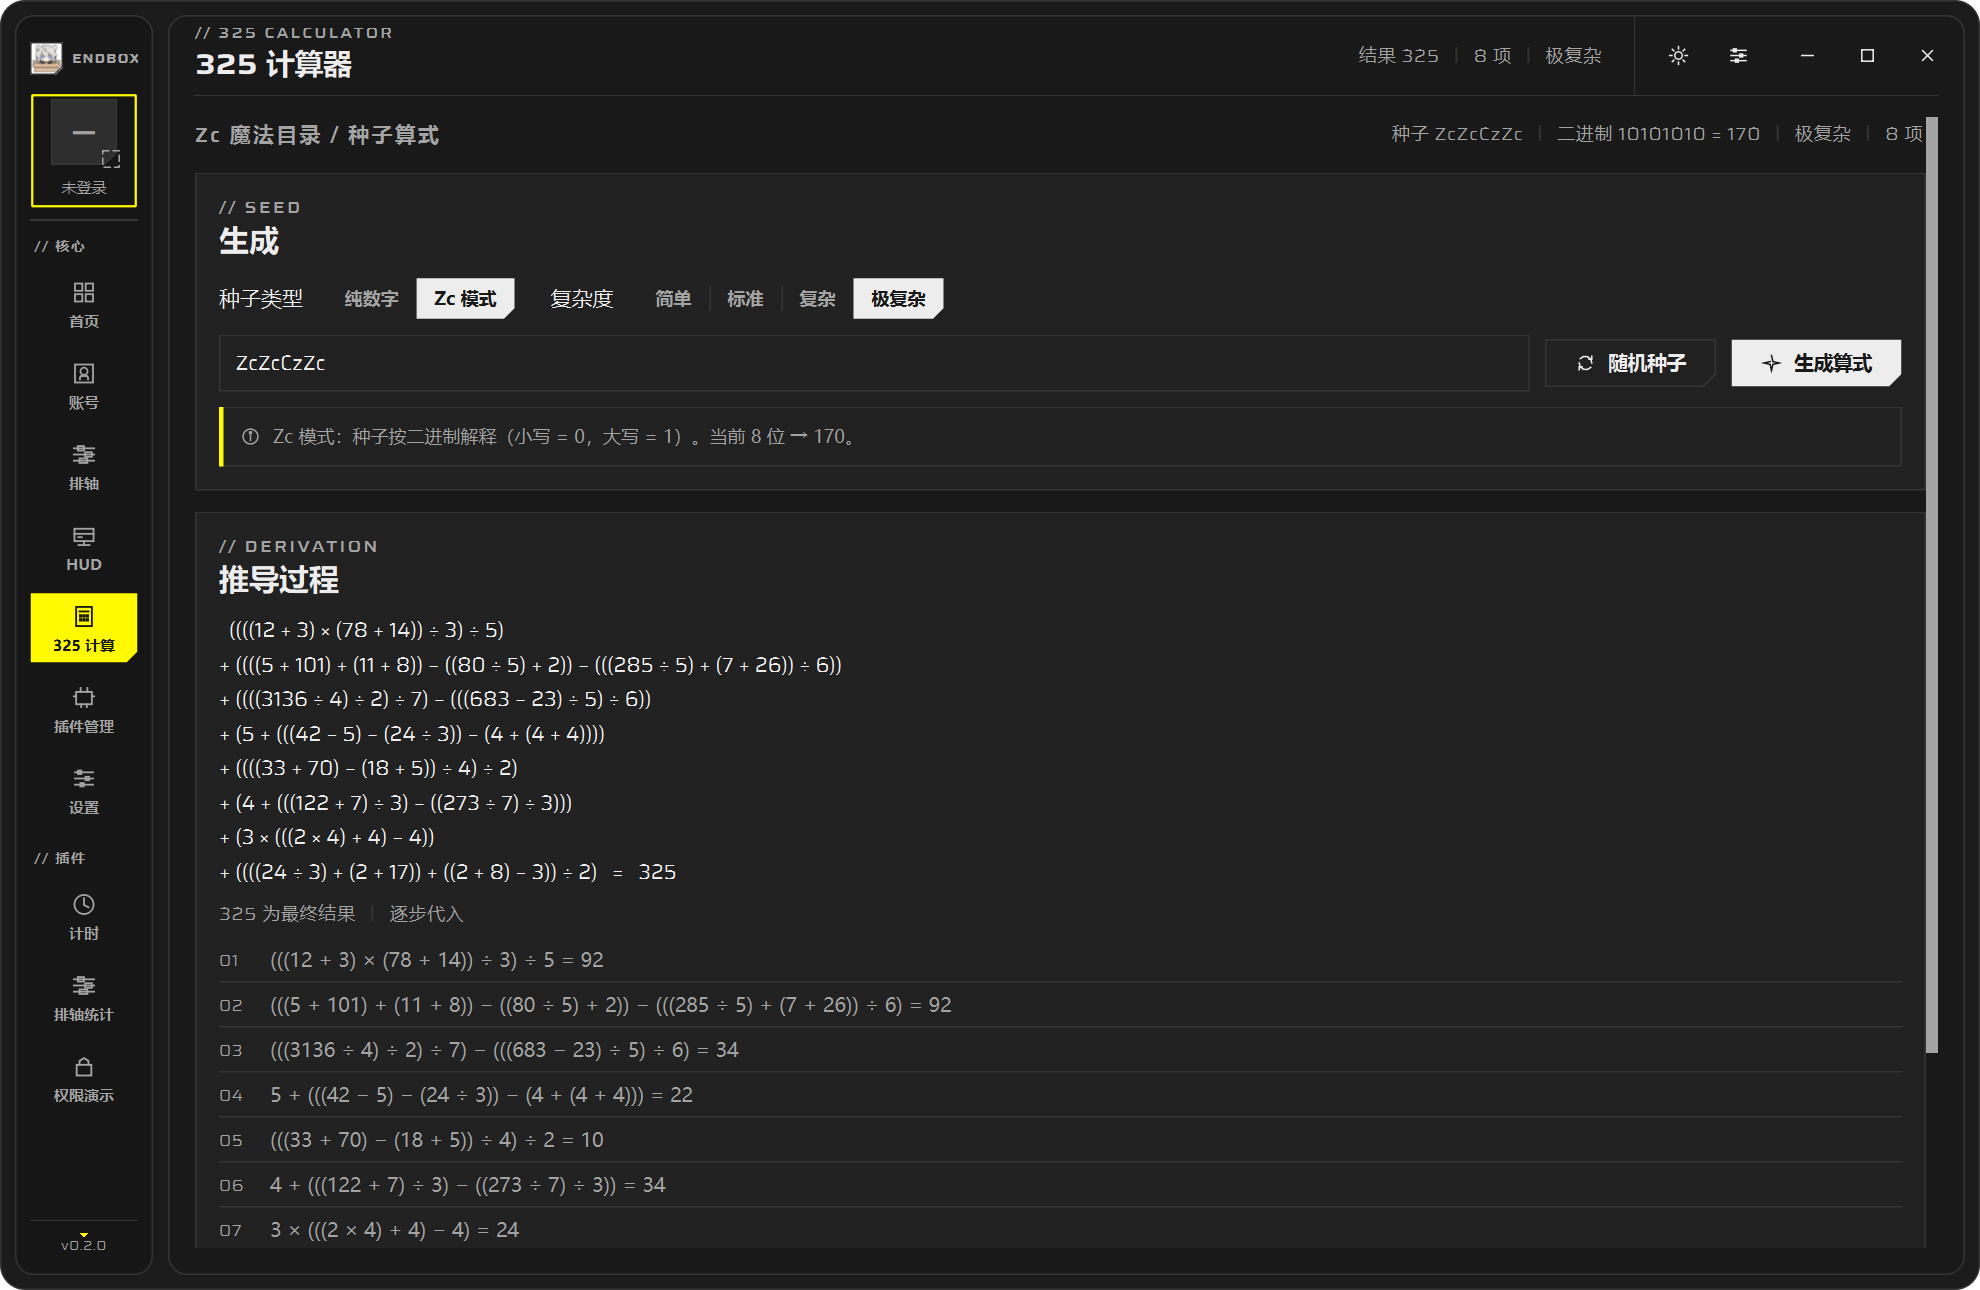 ENDBOX
未登录
// 核心
首页
账号
排轴
HUD
325 计算
插件管理
设置
// 插件
计时
排轴统计
权限演示
v0.2.0
// 325 CALCULATOR
325 计算器
结果 325
8 项
极复杂
Zc 魔法目录 / 种子算式
种子 ZcZcCzZc
二进制 10101010 = 170
极复杂
8 项
// SEED
生成
种子类型 纯数字 Zc 模式 复杂度 简单 标准 复杂 极复杂
ZcZcCzZc
随机种子
生成算式
Zc 模式：种子按二进制解释（小写 = 0，大写 = 1）。当前 8 位 → 170。
// DERIVATION
推导过程
((((12 + 3) × (78 + 14)) ÷ 3) ÷ 5)
+ ((((5 + 101) + (11 + 8)) − ((80 ÷ 5) + 2)) − (((285 ÷ 5) + (7 + 26)) ÷ 6))
+ ((((3136 ÷ 4) ÷ 2) ÷ 7) − (((683 − 23) ÷ 5) ÷ 6))
+ (5 + (((42 − 5) − (24 ÷ 3)) − (4 + (4 + 4))))
+ ((((33 + 70) − (18 + 5)) ÷ 4) ÷ 2)
+ (4 + (((122 + 7) ÷ 3) − ((273 ÷ 7) ÷ 3)))
+ (3 × (((2 × 4) + 4) − 4))
+ ((((24 ÷ 3) + (2 + 17)) + ((2 + 8) − 3)) ÷ 2) = 325
325 为最终结果
逐步代入
01 (((12 + 3) × (78 + 14)) ÷ 3) ÷ 5 = 92
02 (((5 + 101) + (11 + 8)) − ((80 ÷ 5) + 2)) − (((285 ÷ 5) + (7 + 26)) ÷ 6) = 92
03 (((3136 ÷ 4) ÷ 2) ÷ 7) − (((683 − 23) ÷ 5) ÷ 6) = 34
04 5 + (((42 − 5) − (24 ÷ 3)) − (4 + (4 + 4))) = 22
05 (((33 + 70) − (18 + 5)) ÷ 4) ÷ 2 = 10
06 4 + (((122 + 7) ÷ 3) − ((273 ÷ 7) ÷ 3)) = 34
07 3 × (((2 × 4) + 4) − 4) = 24